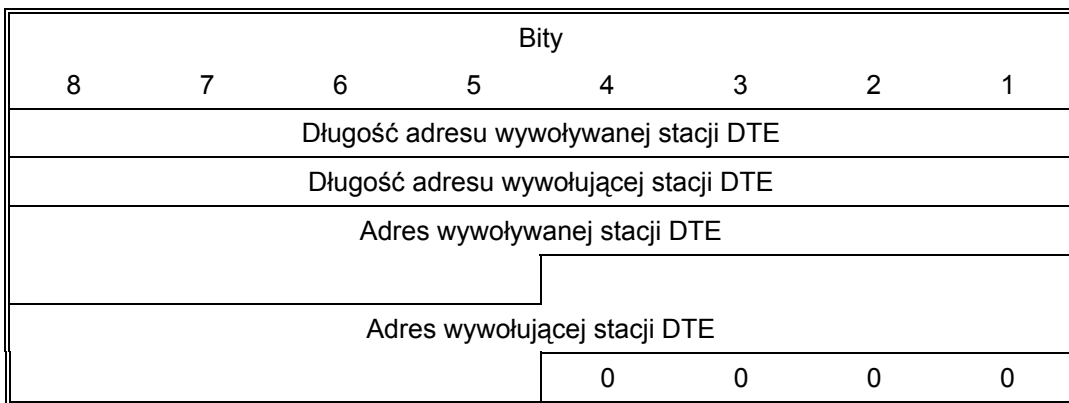 Bity
8 7 6 5 4 3 2 1
Długość adresu wywoływanej stacji DTE
Długość adresu wywołującej stacji DTE
Adres wywoływanej stacji DTE
Adres wywołującej stacji DTE
0 0 0 0